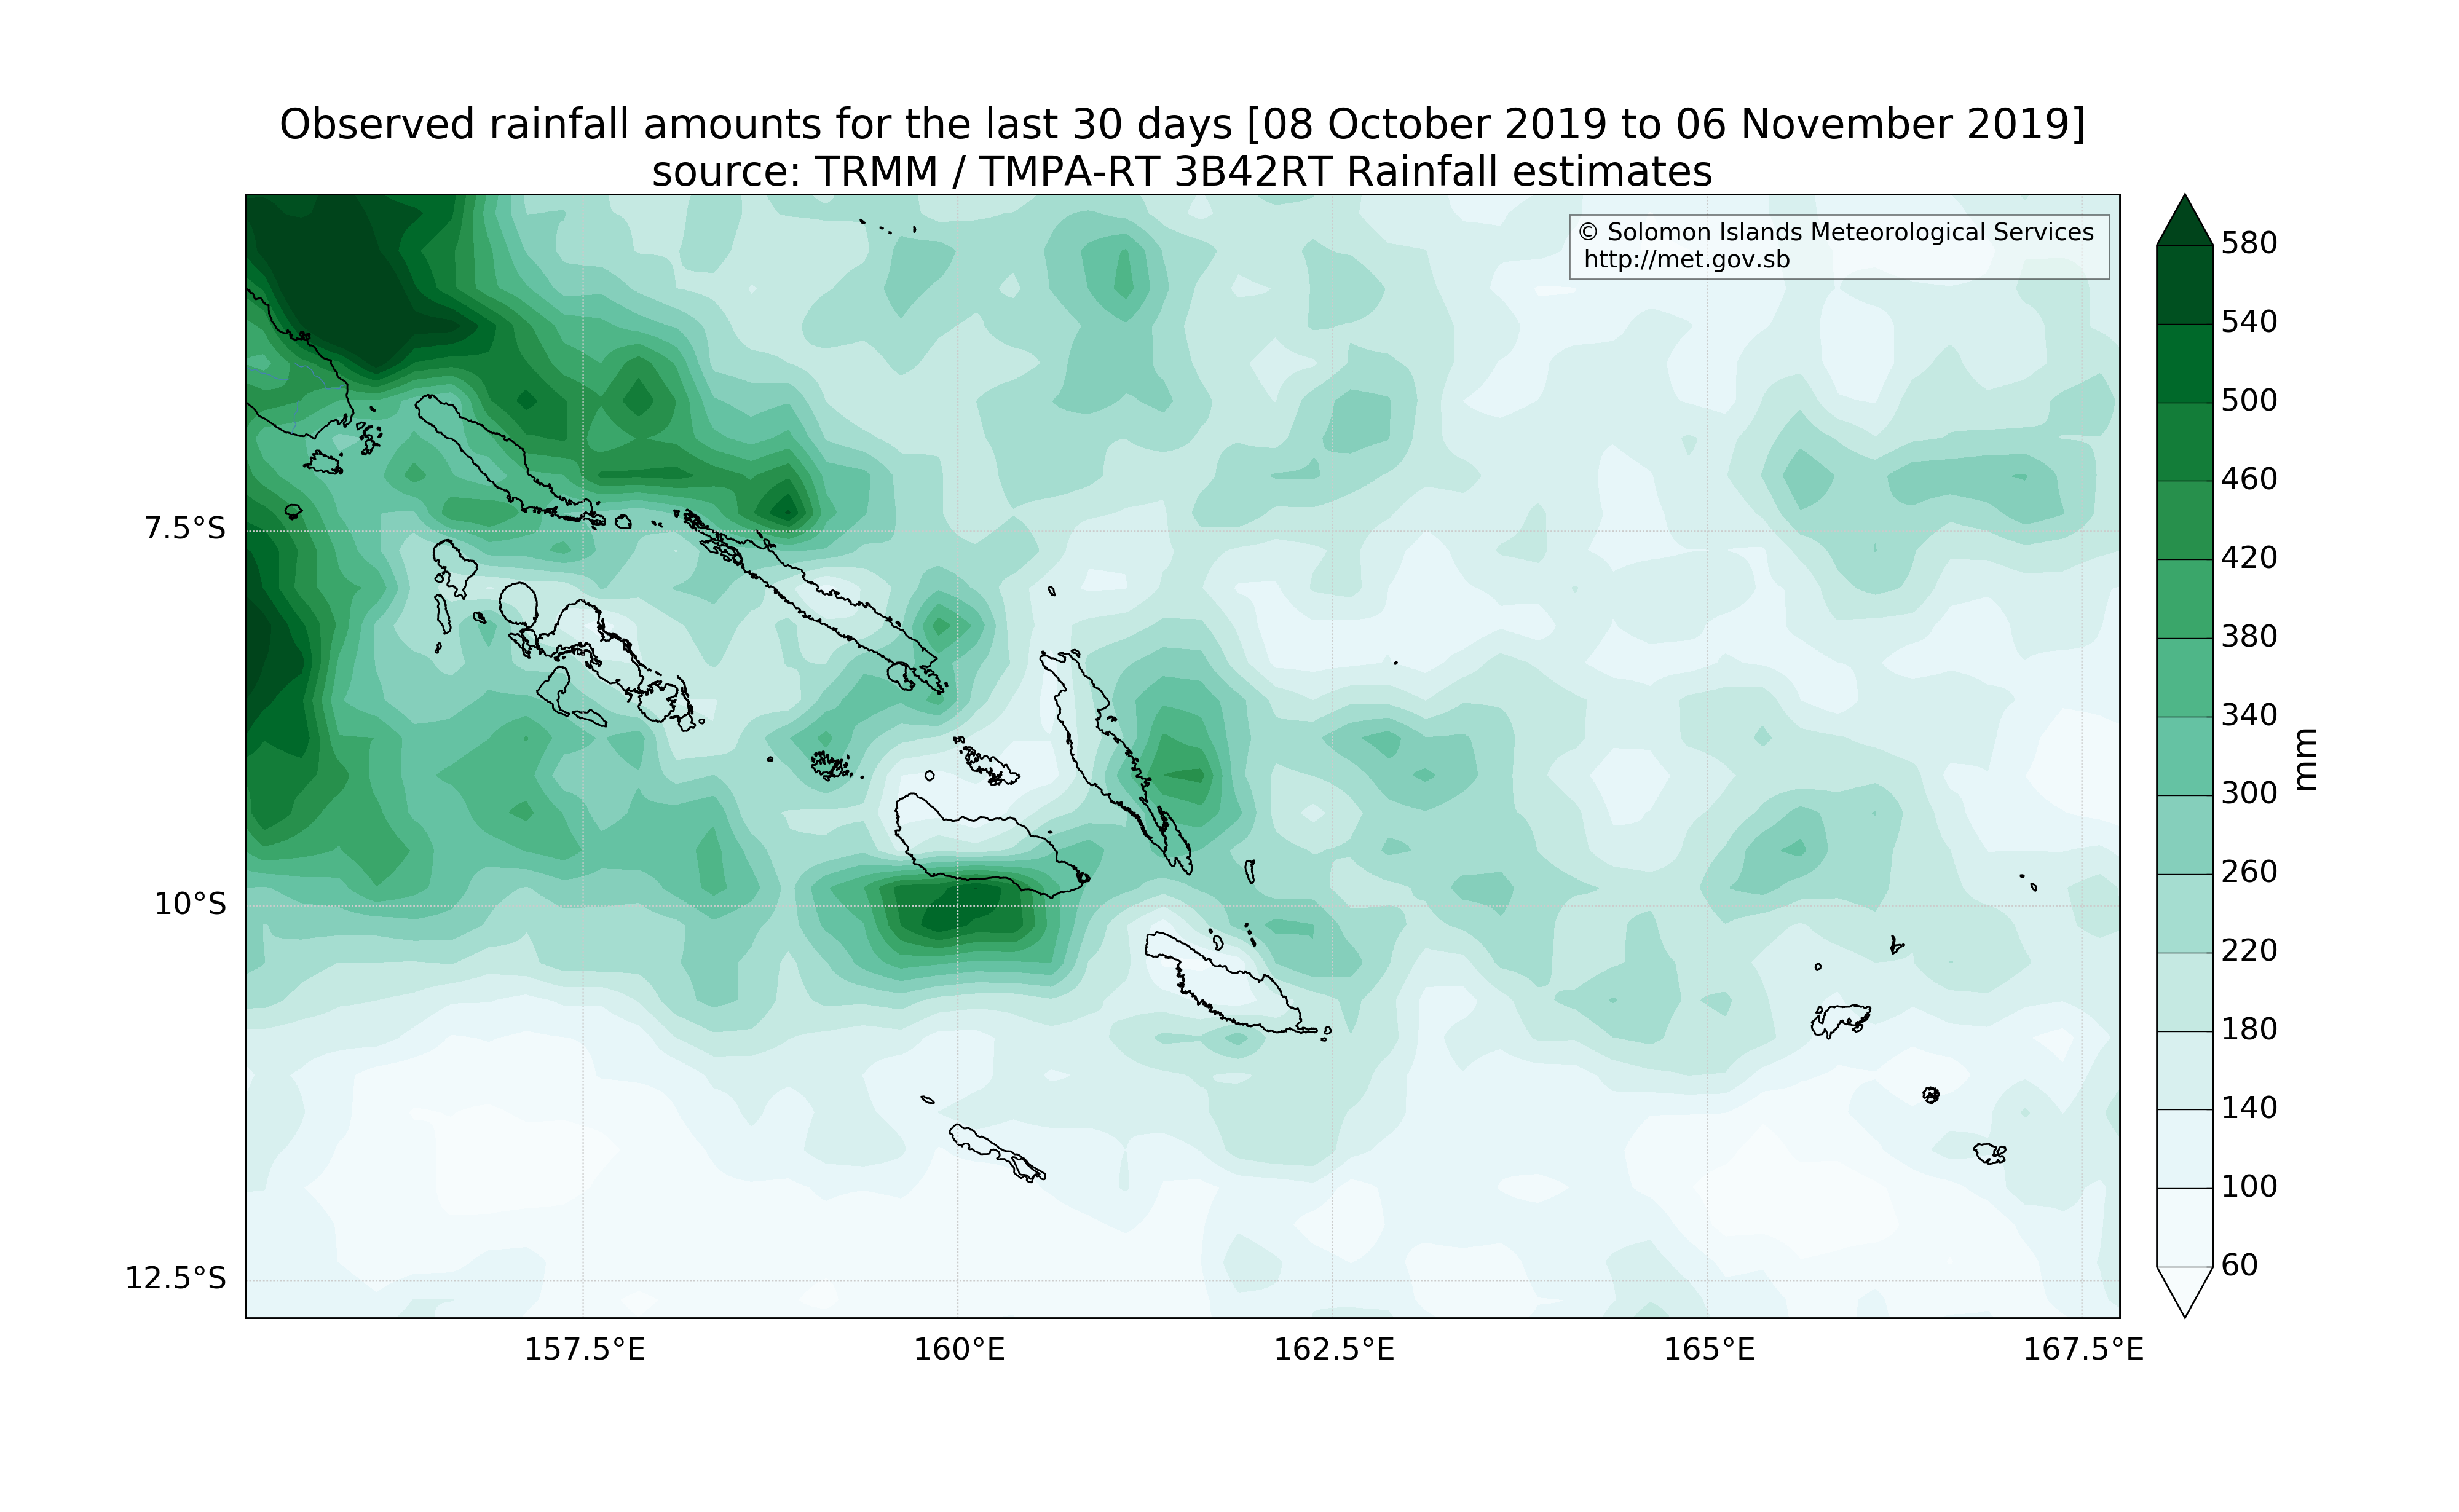 Observed rainfall amounts for the last 30 days [08 October 2019 to 06 November 2019]
source: TRMM / TMPA-RT 3B42RT Rainfall estimates
© Solomon Islands Meteorological Services
http://met.gov.sb
7.5°S
10°S
12.5°S
157.5°E
160°E
162.5°E
165°E
167.5°E
580
540
500
460
420
380
340
300
260
220
180
140
100
60
mm